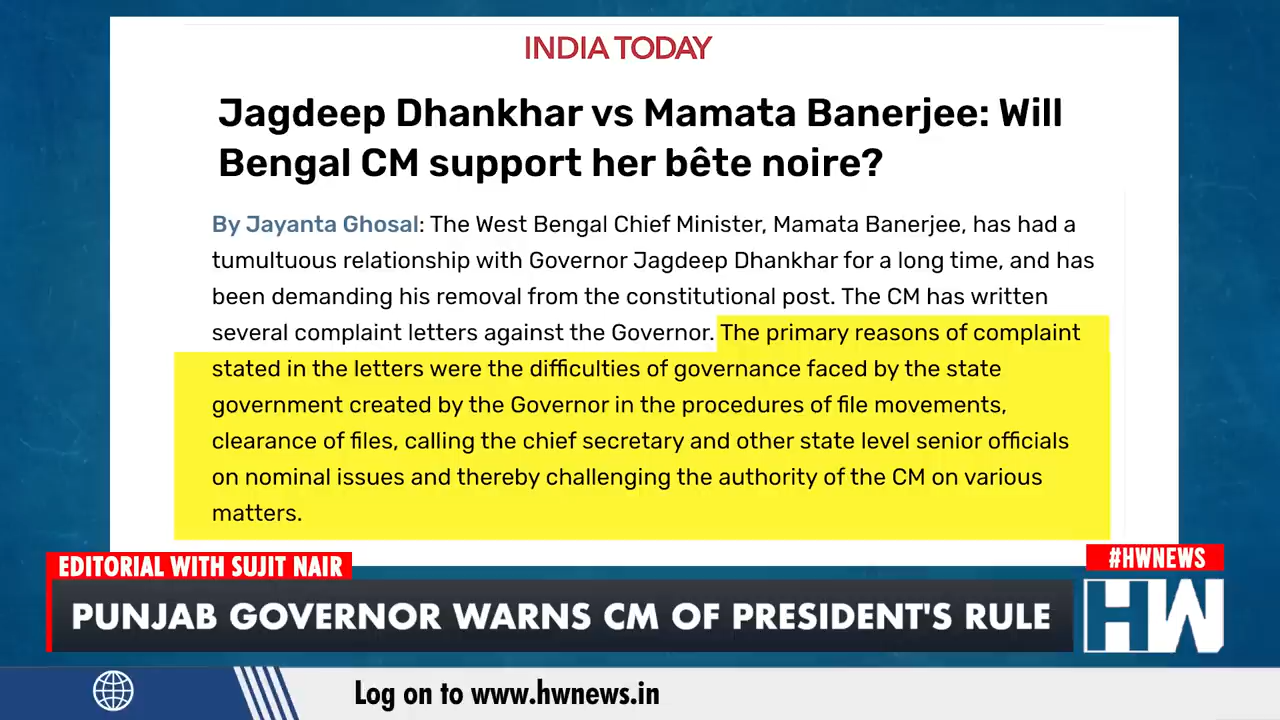 INDIA TODAY
Jagdeep Dhankhar vs Mamata Banerjee: Will
Bengal CM support her bête noire?
By Jayanta Ghosal: The West Bengal Chief Minister, Mamata Banerjee, has had a
tumultuous relationship with Governor Jagdeep Dhankhar for a long time, and has
been demanding his removal from the constitutional post. The CM has written
several complaint letters against the Governor. The primary reasons of complaint
stated in the letters were the difficulties of governance faced by the state
government created by the Governor in the procedures of file movements,
clearance of files, calling the chief secretary and other state level senior officials
on nominal issues and thereby challenging the authority of the CM on various
matters.
EDITORIAL WITH SUJIT NAIR
#HWNEWS
PUNJAB GOVERNOR WARNS CM OF PRESIDENT'S RULE
HW
Log on to www.hwnews.in